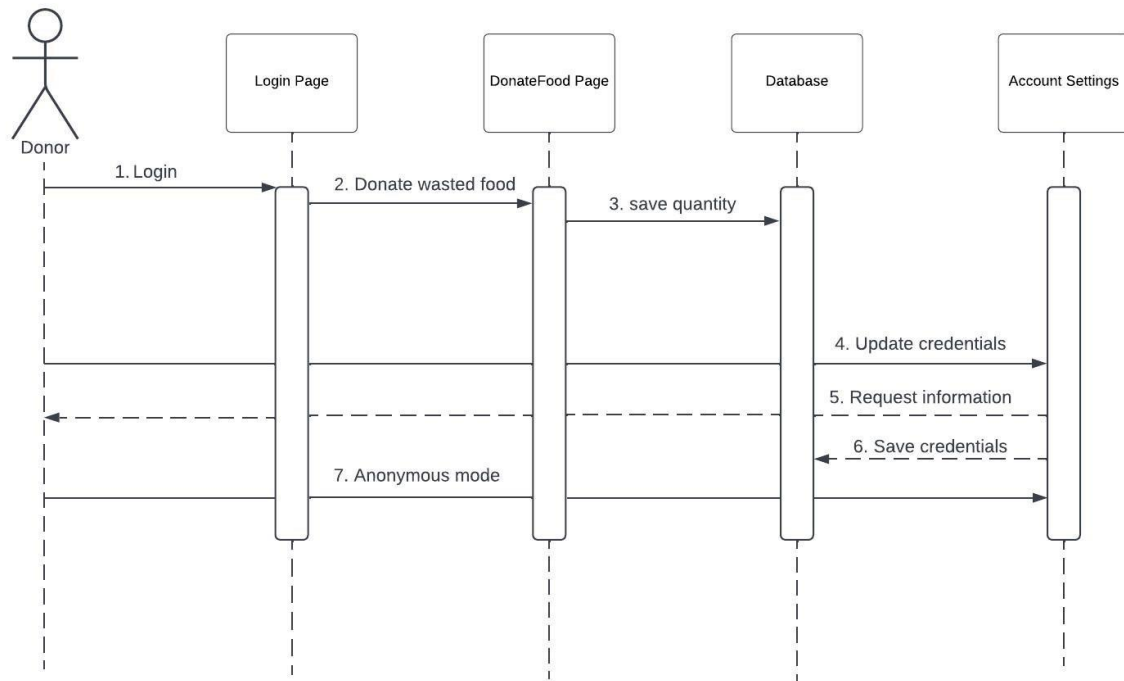 Login Page
DonateFood Page
Database
Account Settings
Donor
1. Login
2. Donate wasted food
3. save quantity
4. Update credentials
5. Request information
6. Save credentials
7. Anonymous mode